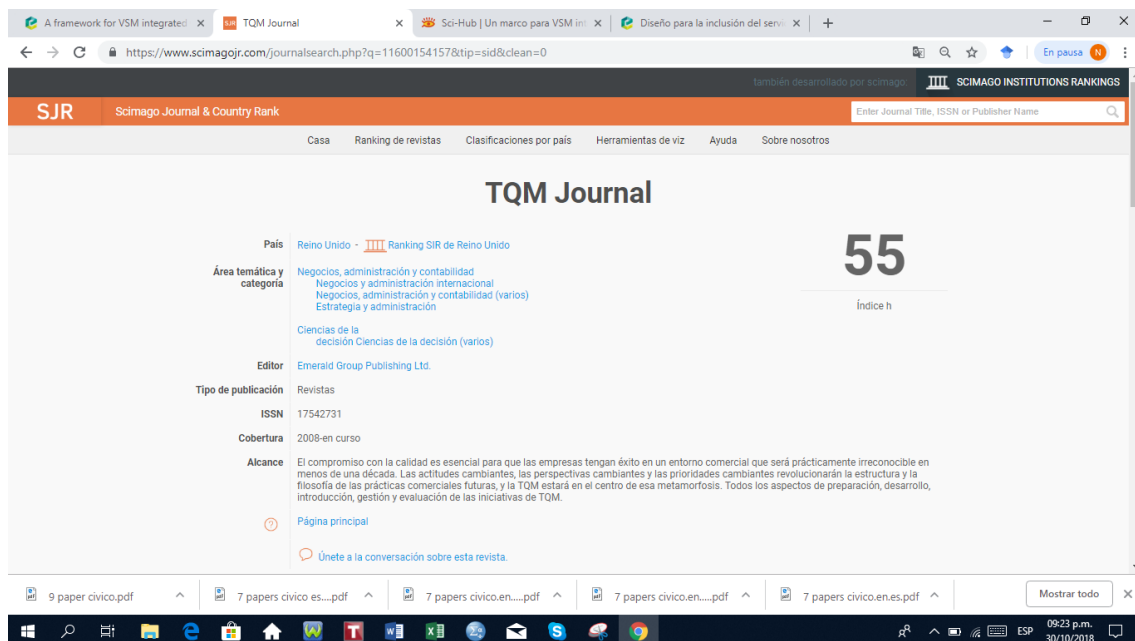 A framework for VSM integrated
TQM Journal
Sci-Hub | Un marco para VSM int
Diseño para la inclusión del servic
https://www.scimagojr.com/journalsearch.php?q=11600154157&tip=sid&clean=0
En pausa N
también desarrollado por scimago: SCIMAGO INSTITUTIONS RANKINGS
SJR Scimago Journal & Country Rank
Enter Journal Title, ISSN or Publisher Name
Casa Ranking de revistas Clasificaciones por país Herramientas de viz Ayuda Sobre nosotros
TQM Journal
País Reino Unido - Ranking SIR de Reino Unido
55
Índice h
Área temática y categoría
Negocios, administración y contabilidad
Negocios y administración internacional
Negocios, administración y contabilidad (varios)
Estrategia y administración
Ciencias de la
decisión Ciencias de la decisión (varios)
Editor Emerald Group Publishing Ltd.
Tipo de publicación Revistas
ISSN 17542731
Cobertura 2008-en curso
Alcance El compromiso con la calidad es esencial para que las empresas tengan éxito en un entorno comercial que será prácticamente irreconocible en
menos de una década. Las actitudes cambiantes, las perspectivas cambiantes y las prioridades cambiantes revolucionarán la estructura y la
filosofía de las prácticas comerciales futuras, y la TQM estará en el centro de esa metamorfosis. Todos los aspectos de preparación, desarrollo,
introducción, gestión y evaluación de las iniciativas de TQM.
Página principal
Únete a la conversación sobre esta revista.
9 paper civico.pdf
7 papers civico es....pdf
7 papers civico.en.....pdf
7 papers civico.en.....pdf
7 papers civico.en.es.pdf
Mostrar todo
ESP
09:23 p.m.
30/10/2018